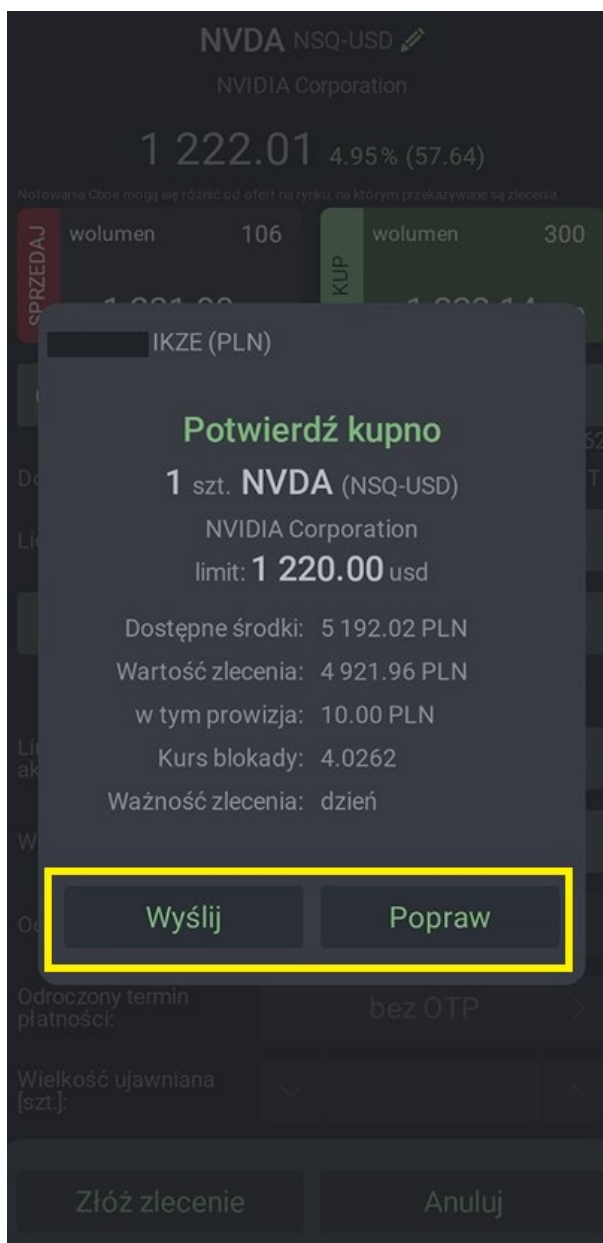 NVDA NSQ-USD
NVIDIA Corporation
1 222.01 4.95% (57.64)
Notowania Cboe mogą się różnić od ofert na rynku, na którym przekazywane są zlecenia.
SPRZEDAJ
wolumen 106
KUP
wolumen 300
IKZE (PLN)
Potwierdź kupno
1 szt. NVDA (NSQ-USD)
NVIDIA Corporation
limit: 1 220.00 usd
Dostępne środki: 5 192.02 PLN
Wartość zlecenia: 4 921.96 PLN
w tym prowizja: 10.00 PLN
Kurs blokady: 4.0262
Ważność zlecenia: dzień
Wyślij Popraw
Odroczony termin
płatności:
bez OTP
Wielkość ujawniana
[szt.]:
Złóż zlecenie Anuluj